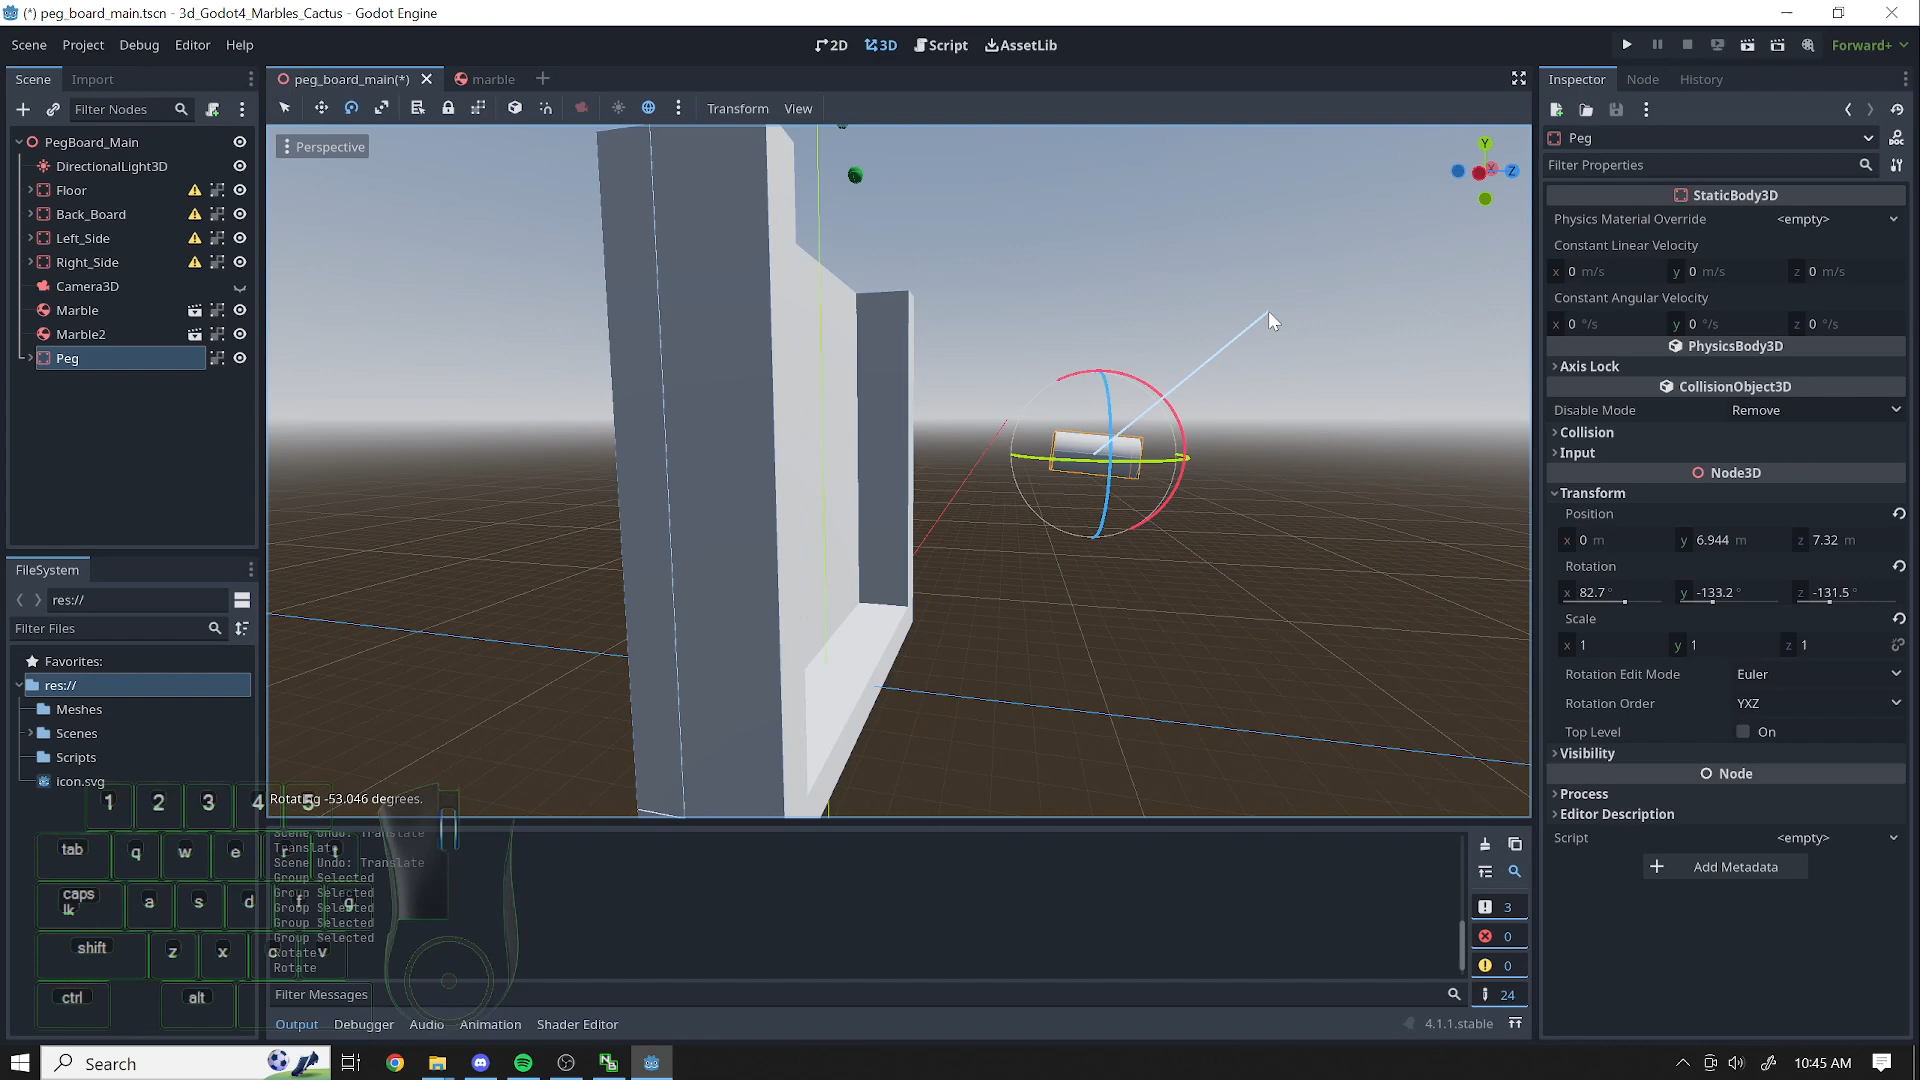 (*) peg_board_main.tscn - 3d_Godot4_Marbles_Cactus - Godot Engine
Scene Project Debug Editor Help
2D 3D Script AssetLib
Forward+
Scene Import
peg_board_main(*) marble
Inspector Node History
Filter Nodes
Transform View
PegBoard_Main
DirectionalLight3D
Floor
Back_Board
Left_Side
Right_Side
Camera3D
Marble
Marble2
Peg
Perspective
Y
X
Z
Peg
Filter Properties
StaticBody3D
Physics Material Override <empty>
Constant Linear Velocity
x 0 m/s y 0 m/s z 0 m/s
Constant Angular Velocity
x 0 °/s y 0 °/s z 0 °/s
PhysicsBody3D
Axis Lock
CollisionObject3D
Disable Mode Remove
Collision
Input
Node3D
Transform
Position
x 0 m y 6.944 m z 7.32 m
Rotation
x 82.7 ° y -133.2 ° z -131.5 °
Scale
x 1 y 1 z 1
Rotation Edit Mode Euler
Rotation Order YXZ
Top Level On
Visibility
Node
Process
Editor Description
Script <empty>
Add Metadata
FileSystem
res://
Filter Files
Favorites:
res://
Meshes
Scenes
Scripts
icon.svg
Rotating -53.046 degrees.
Scene Undo: Translate
Translate
Scene Undo: Translate
Group Selected
Group Selected
Group Selected
Group Selected
Group Selected
Rotate
Rotate
Filter Messages
3
0
0
24
Output Debugger Audio Animation Shader Editor
4.1.1.stable
1 2 3 4 5
tab q w e r t
caps lk a s d f g
shift z x c v
ctrl alt
Search
10:45 AM